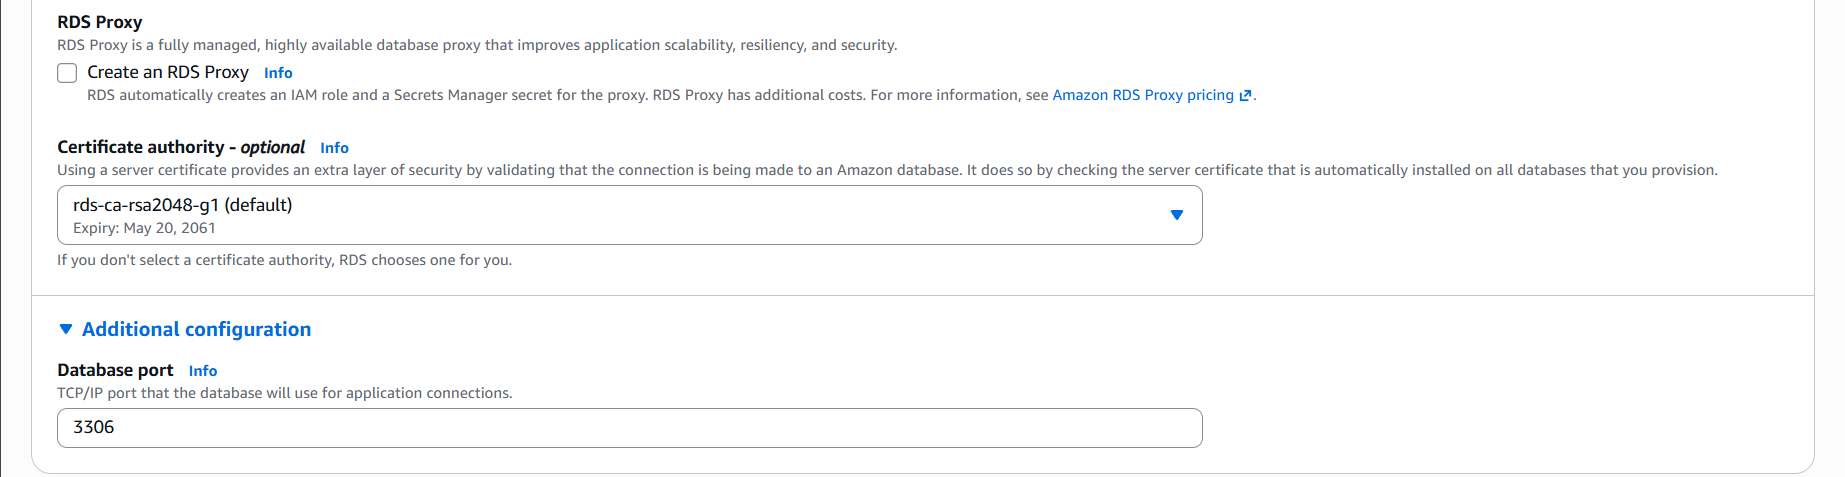 RDS Proxy
RDS Proxy is a fully managed, highly available database proxy that improves application scalability, resiliency, and security.
Create an RDS Proxy Info
RDS automatically creates an IAM role and a Secrets Manager secret for the proxy. RDS Proxy has additional costs. For more information, see Amazon RDS Proxy pricing.
Certificate authority - optional Info
Using a server certificate provides an extra layer of security by validating that the connection is being made to an Amazon database. It does so by checking the server certificate that is automatically installed on all databases that you provision.
rds-ca-rsa2048-g1 (default)
Expiry: May 20, 2061
If you don't select a certificate authority, RDS chooses one for you.
Additional configuration
Database port Info
TCP/IP port that the database will use for application connections.
3306